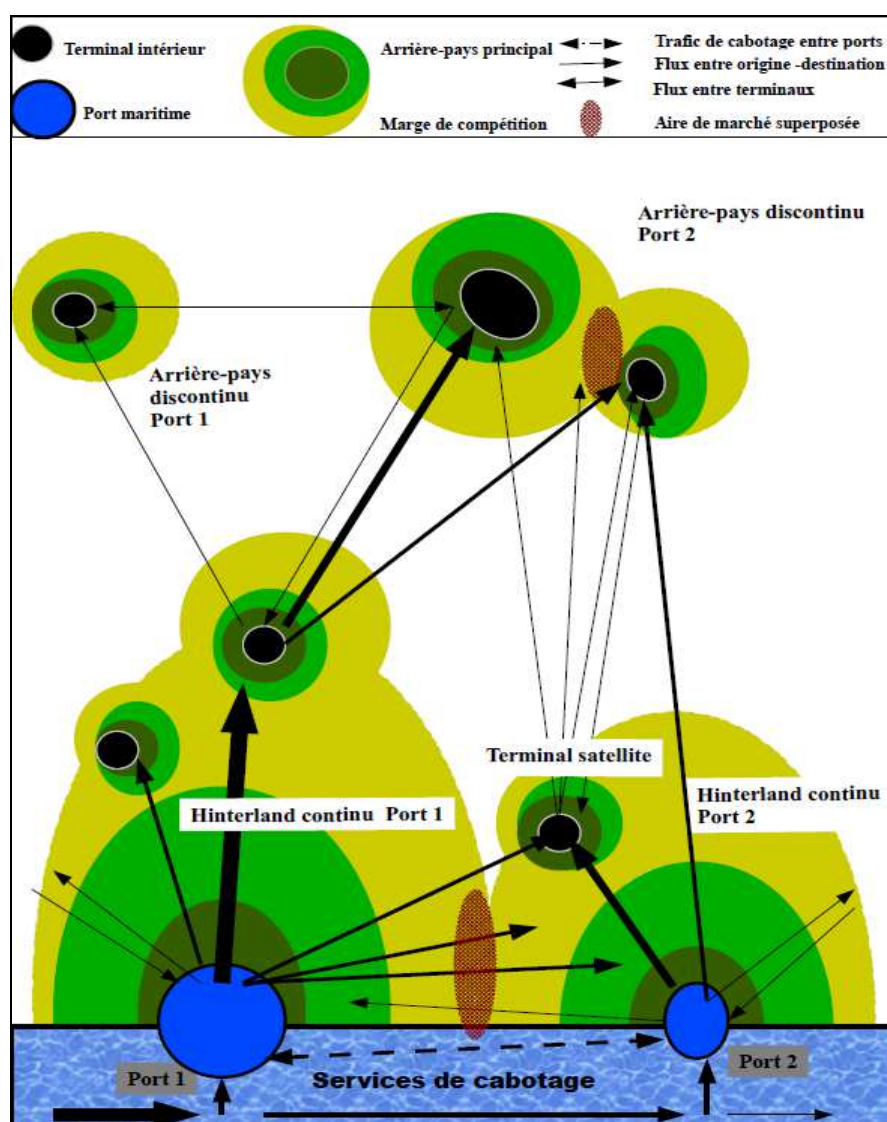 Terminal intérieur
Port maritime
Arrière-pays principal
Marge de compétition
Trafic de cabotage entre ports
Flux entre origine -destination
Flux entre terminaux
Aire de marché superposée
Arrière-pays discontinu
Port 2
Arrière-pays
discontinu
Port 1
Terminal satellite
Hinterland continu Port 1
Hinterland continu
Port 2
Port 1
Services de cabotage
Port 2